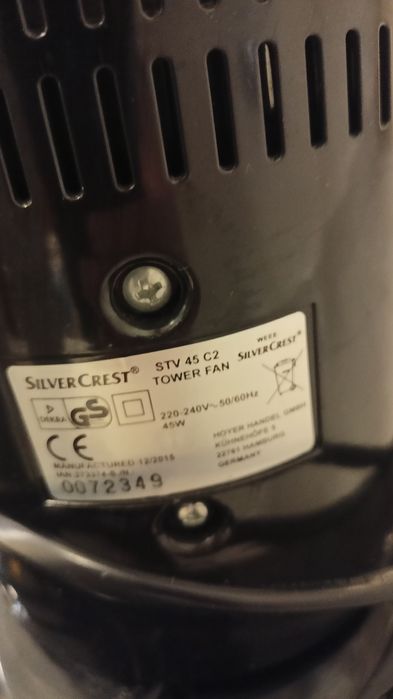 SILVERCREST®
STV 45 C2
TOWER FAN
WEEE
SILVERCREST®
DEKRA
GS
220-240V~ 50/60Hz
45W
CE
HOYER HANDEL GMBH
KÜHNEHÖFE 5
22761 HAMBURG
GERMANY
MANUFACTURED 12/2015
0072349